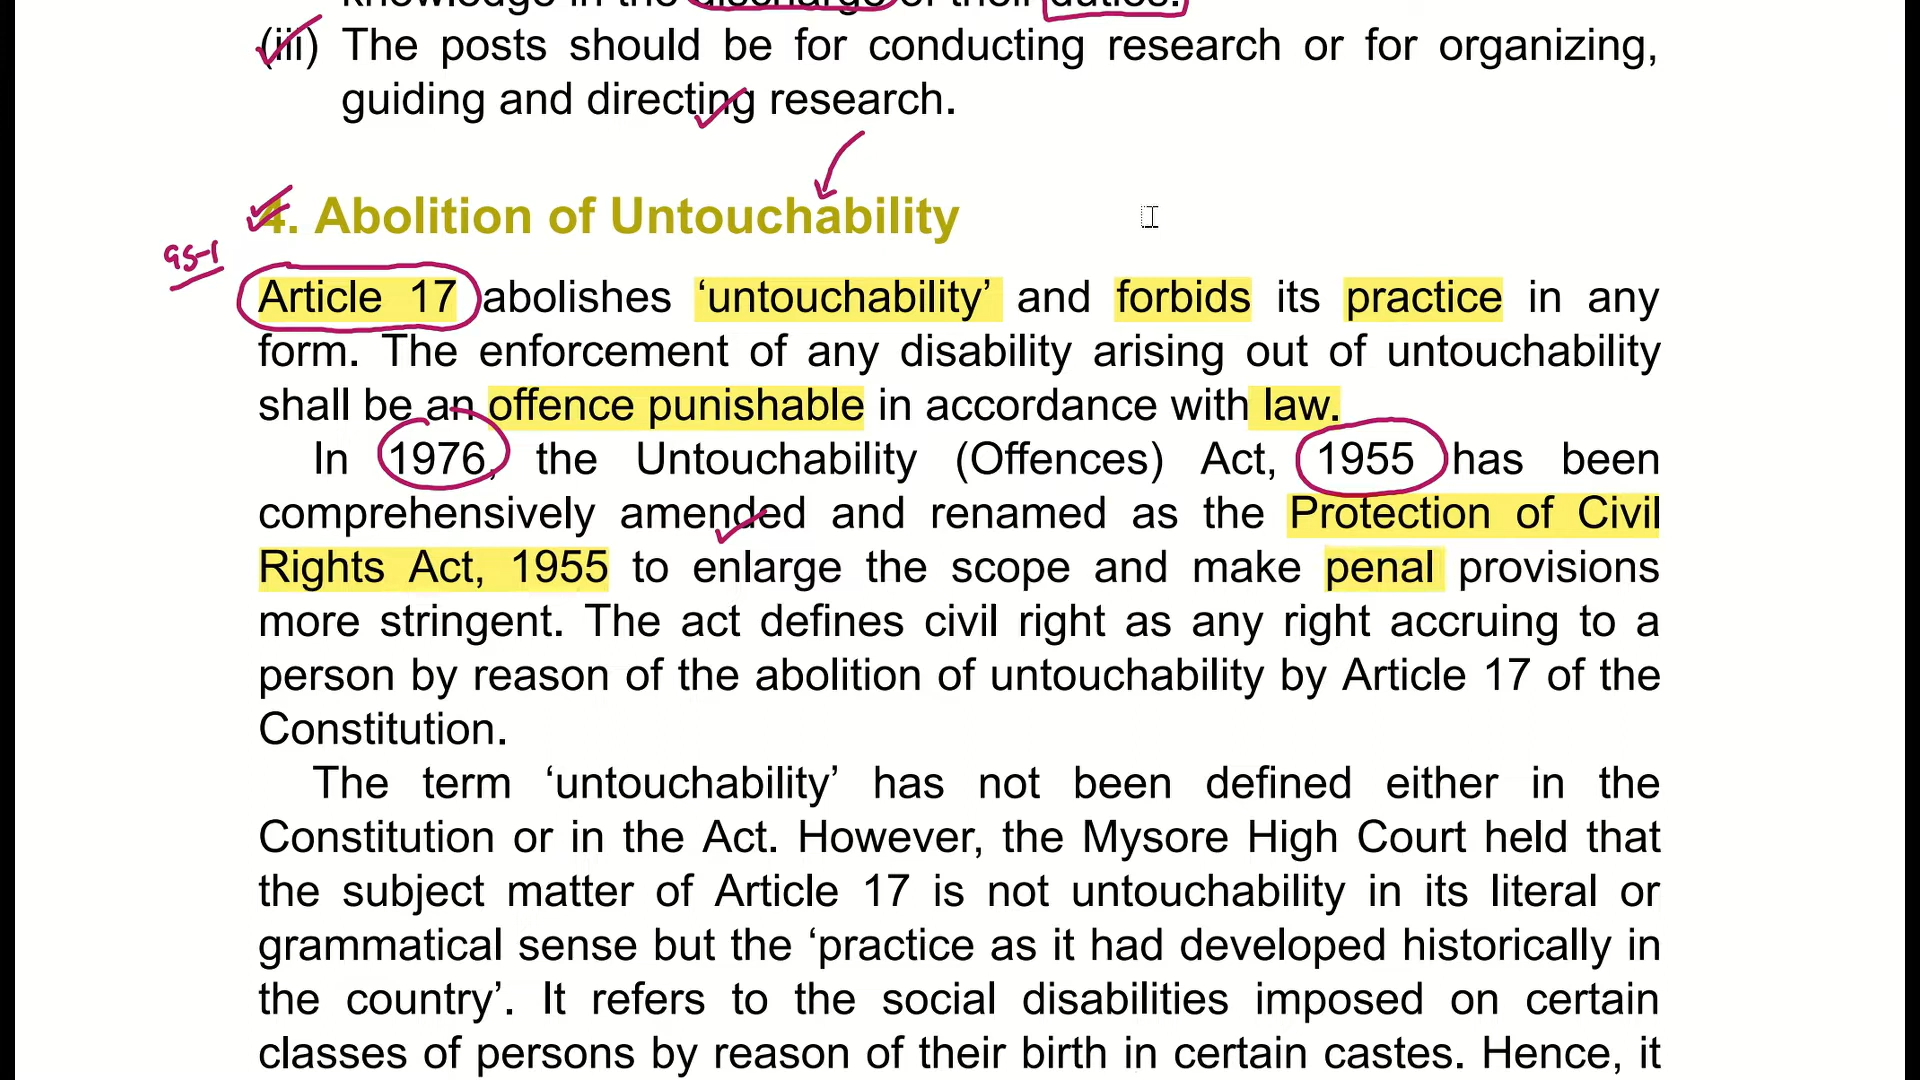 knowledge in the discharge of their duties.
(iii) The posts should be for conducting research or for organizing,
guiding and directing research.
4. Abolition of Untouchability
GS-1
Article 17 abolishes ‘untouchability’ and forbids its practice in any
form. The enforcement of any disability arising out of untouchability
shall be an offence punishable in accordance with law.
In 1976, the Untouchability (Offences) Act, 1955 has been
comprehensively amended and renamed as the Protection of Civil
Rights Act, 1955 to enlarge the scope and make penal provisions
more stringent. The act defines civil right as any right accruing to a
person by reason of the abolition of untouchability by Article 17 of the
Constitution.
The term ‘untouchability’ has not been defined either in the
Constitution or in the Act. However, the Mysore High Court held that
the subject matter of Article 17 is not untouchability in its literal or
grammatical sense but the ‘practice as it had developed historically in
the country’. It refers to the social disabilities imposed on certain
classes of persons by reason of their birth in certain castes. Hence, it